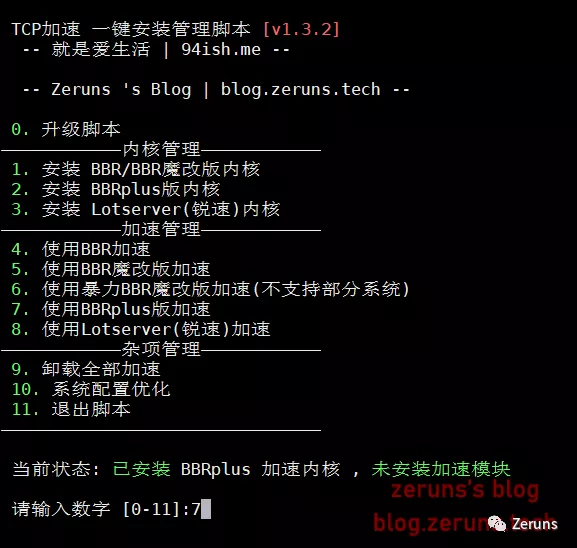 TCP加速 一键安装管理脚本 [v1.3.2]
-- 就是爱生活 | 94ish.me --
-- Zeruns 's Blog | blog.zeruns.tech --
0. 升级脚本
————————————内核管理————————————
1. 安装 BBR/BBR魔改版内核
2. 安装 BBRplus版内核
3. 安装 Lotserver(锐速)内核
————————————加速管理————————————
4. 使用BBR加速
5. 使用BBR魔改版加速
6. 使用暴力BBR魔改版加速(不支持部分系统)
7. 使用BBRplus版加速
8. 使用Lotserver(锐速)加速
————————————杂项管理————————————
9. 卸载全部加速
10. 系统配置优化
11. 退出脚本
————————————————————————————————
当前状态: 已安装 BBRplus 加速内核 , 未安装加速模块
请输入数字 [0-11]:7
zeruns's blog
blog.zeruns.tech
Zeruns